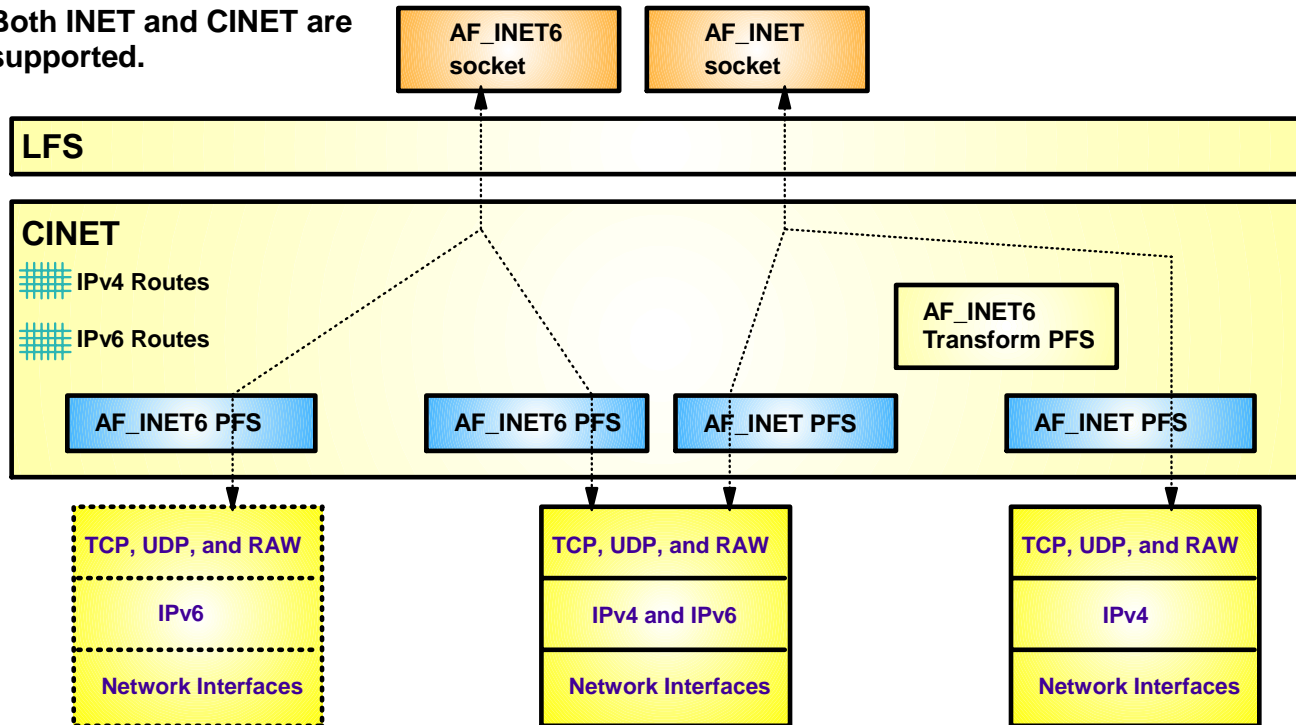 Both INET and CINET are
supported.
AF_INET6
socket
AF_INET
socket
LFS
CINET
IPv4 Routes
IPv6 Routes
AF_INET6
Transform PFS
AF_INET6 PFS
AF_INET6 PFS
AF_INET PFS
AF_INET PFS
TCP, UDP, and RAW
IPv6
Network Interfaces
TCP, UDP, and RAW
IPv4 and IPv6
Network Interfaces
TCP, UDP, and RAW
IPv4
Network Interfaces